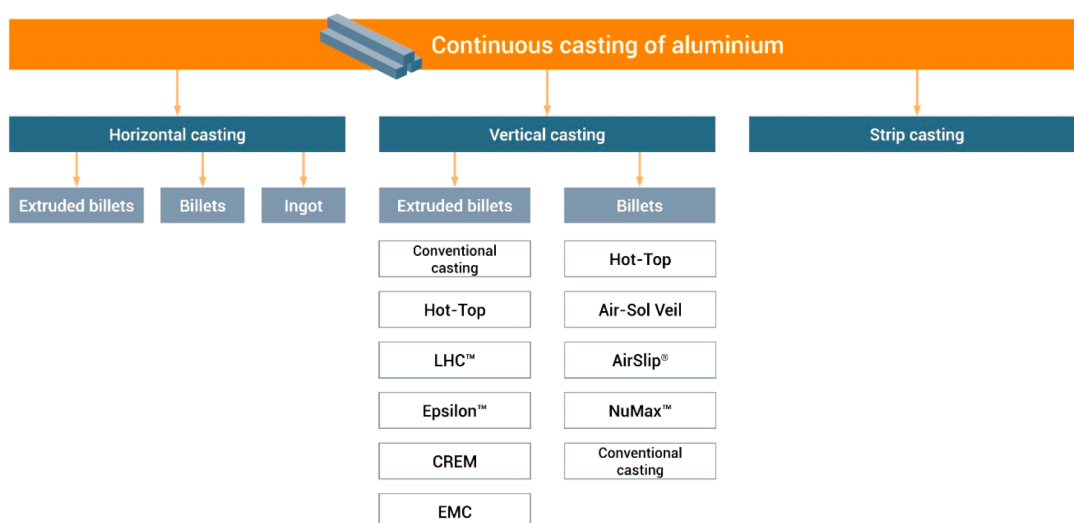 Continuous casting of aluminium
Horizontal casting
Vertical casting
Strip casting
Extruded billets
Billets
Ingot
Extruded billets
Billets
Conventional
casting
Hot-Top
LHC™
Epsilon™
CREM
EMC
Hot-Top
Air-Sol Veil
AirSlip®
NuMax™
Conventional
casting